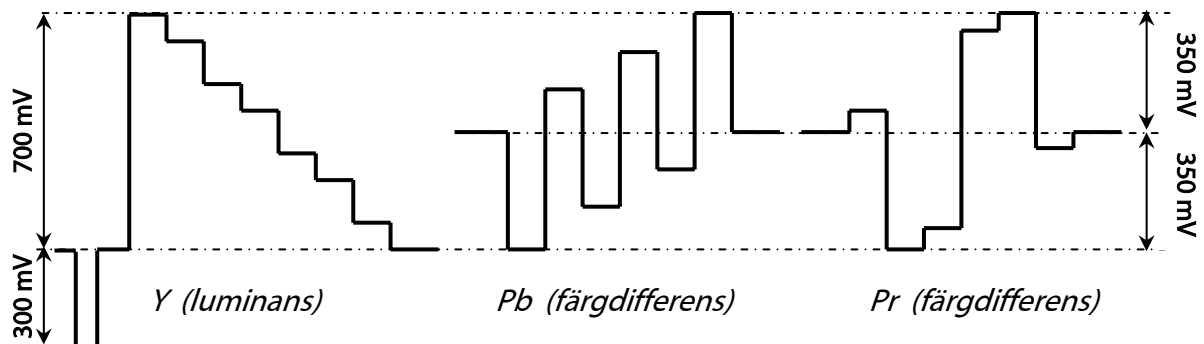 700 mV
300 mV
Y (luminans)
Pb (färgdifferens)
Pr (färgdifferens)
350 mV
350 mV